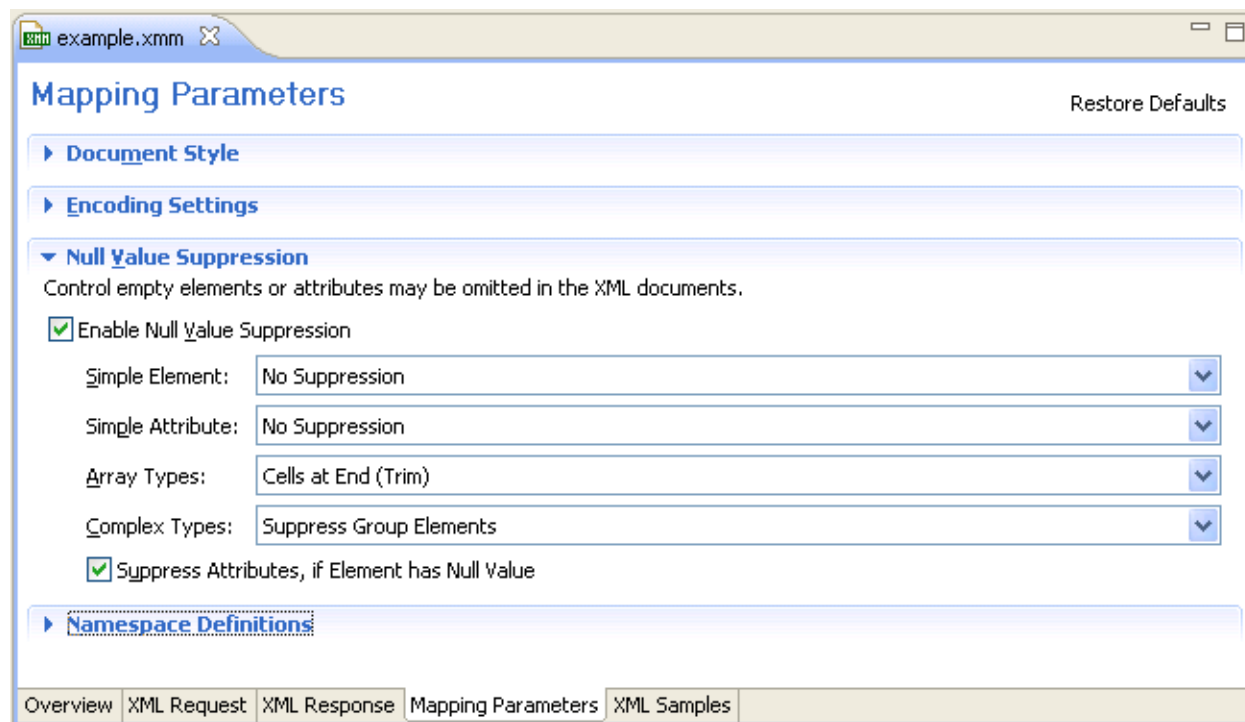 example.xmm
Mapping Parameters
Restore Defaults
Document Style
Encoding Settings
Null Value Suppression
Control empty elements or attributes may be omitted in the XML documents.
Enable Null Value Suppression
Simple Element: No Suppression
Simple Attribute: No Suppression
Array Types: Cells at End (Trim)
Complex Types: Suppress Group Elements
Suppress Attributes, if Element has Null Value
Namespace Definitions
Overview XML Request XML Response Mapping Parameters XML Samples